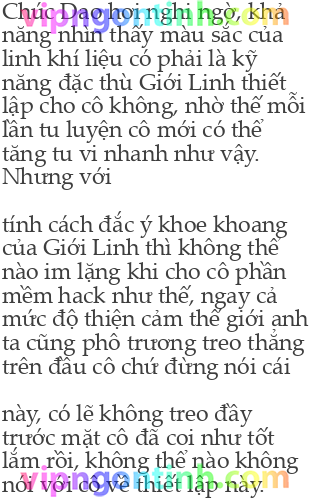 Chúc Dao hơi nghi ngờ, khả
năng nhìn thấy màu sắc của
linh khí liệu có phải là kỹ
năng đặc thù Giới Linh thiết
lập cho cô không, nhờ thế mỗi
lần tu luyện cô mới có thể
tăng tu vi nhanh như vậy.
Nhưng với
tính cách đắc ý khoe khoang
của Giới Linh thì không thể
nào im lặng khi cho cô phần
mềm hack như thế, ngay cả
mức độ thiện cảm thế giới anh
ta cũng phô trương treo thẳng
trên đầu cô chứ đừng nói cái
này, có lẽ không treo đầy
trước mặt cô đã coi như tốt
lắm rồi, không thể nào không
nói với cô về thiết lập này.
vipngontinh.com
vipngontinh.com